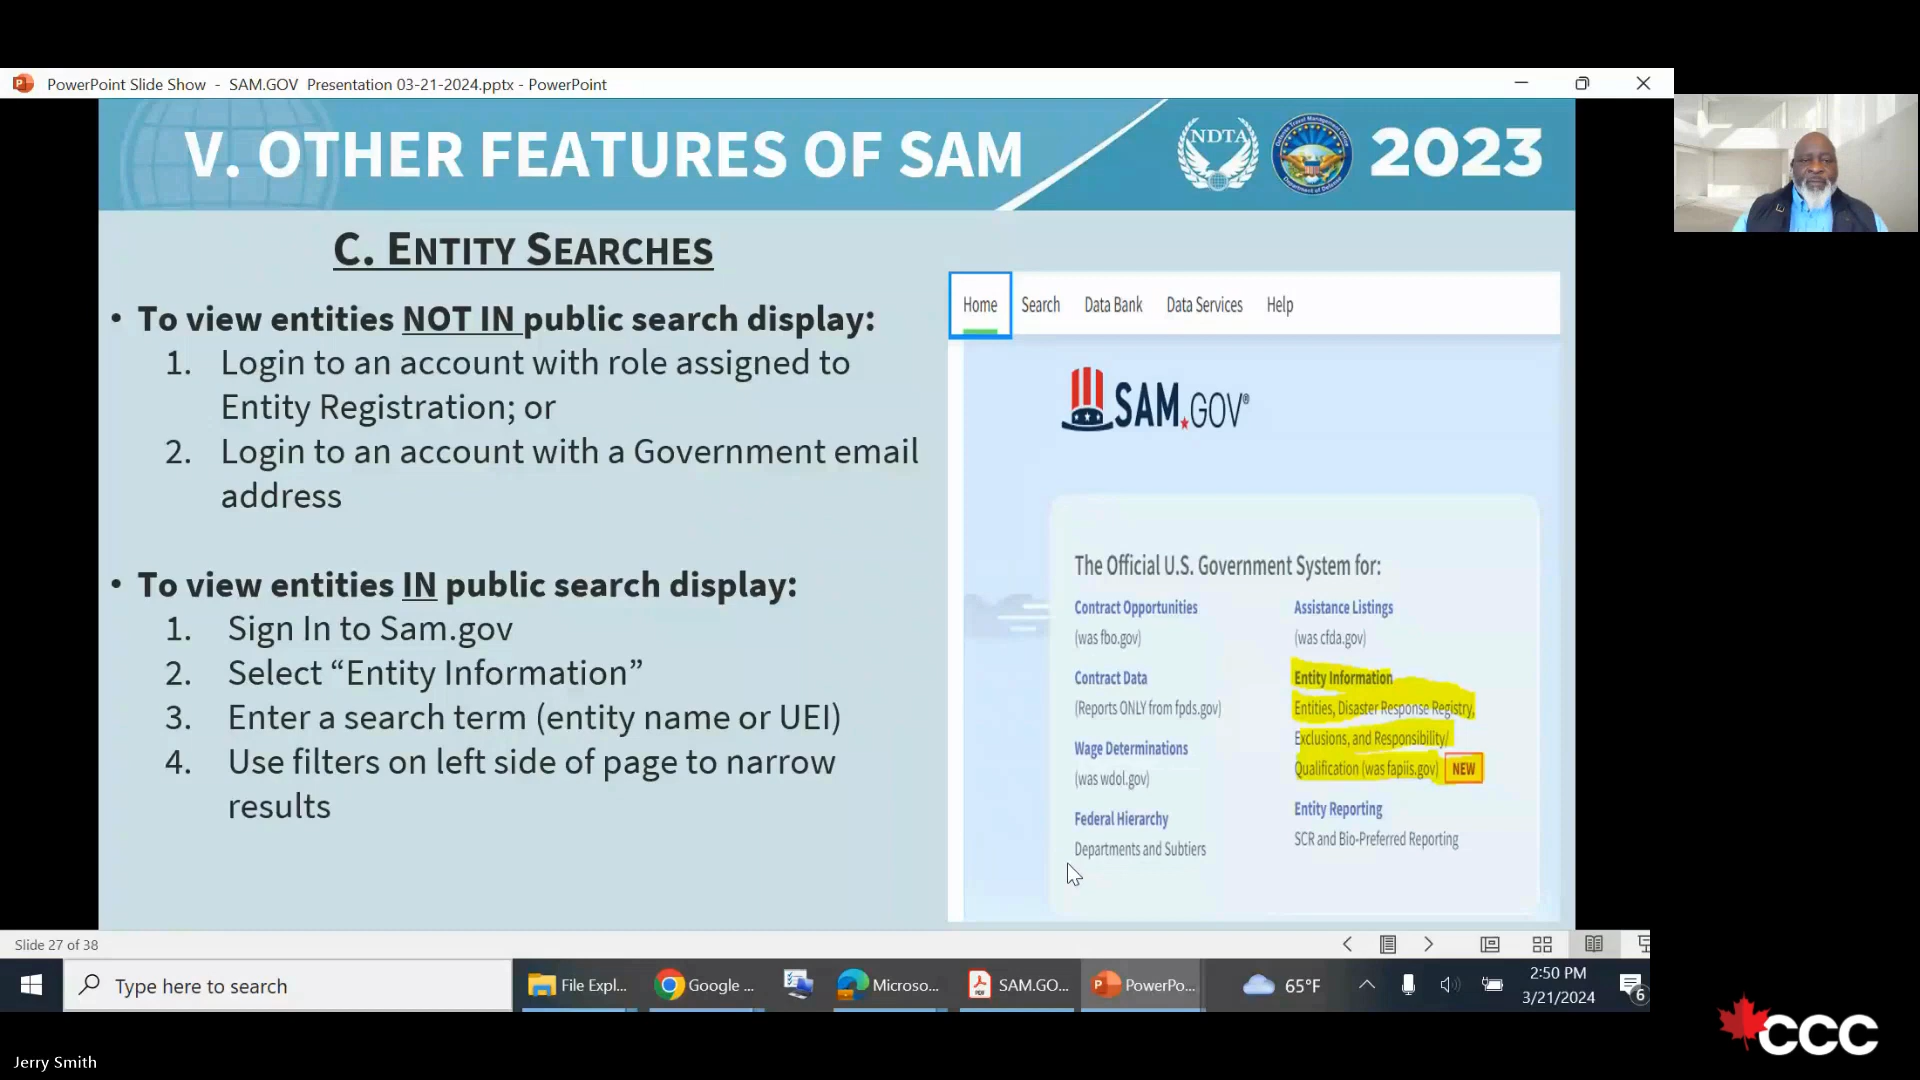 PowerPoint Slide Show - SAM.GOV Presentation 03-21-2024.pptx - PowerPoint
V. OTHER FEATURES OF SAM
NDTA
2023
C. ENTITY SEARCHES
• To view entities NOT IN public search display:
1. Login to an account with role assigned to
Entity Registration; or
2. Login to an account with a Government email
address
• To view entities IN public search display:
1. Sign In to Sam.gov
2. Select “Entity Information”
3. Enter a search term (entity name or UEI)
4. Use filters on left side of page to narrow
results
Home Search Data Bank Data Services Help
SAM.GOV®
The Official U.S. Government System for:
Contract Opportunities
(was fbo.gov)
Contract Data
(Reports ONLY from fpds.gov)
Wage Determinations
(was wdol.gov)
Federal Hierarchy
Departments and Subtiers
Assistance Listings
(was cfda.gov)
Entity Information
Entities, Disaster Response Registry,
Exclusions, and Responsibility/
Qualification (was fapiis.gov) NEW
Entity Reporting
SCR and Bio-Preferred Reporting
Slide 27 of 38
Type here to search
File Expl...
Google ...
Microso...
SAM.GO...
PowerPo...
65°F
2:50 PM
3/21/2024
6
Jerry Smith
CCC